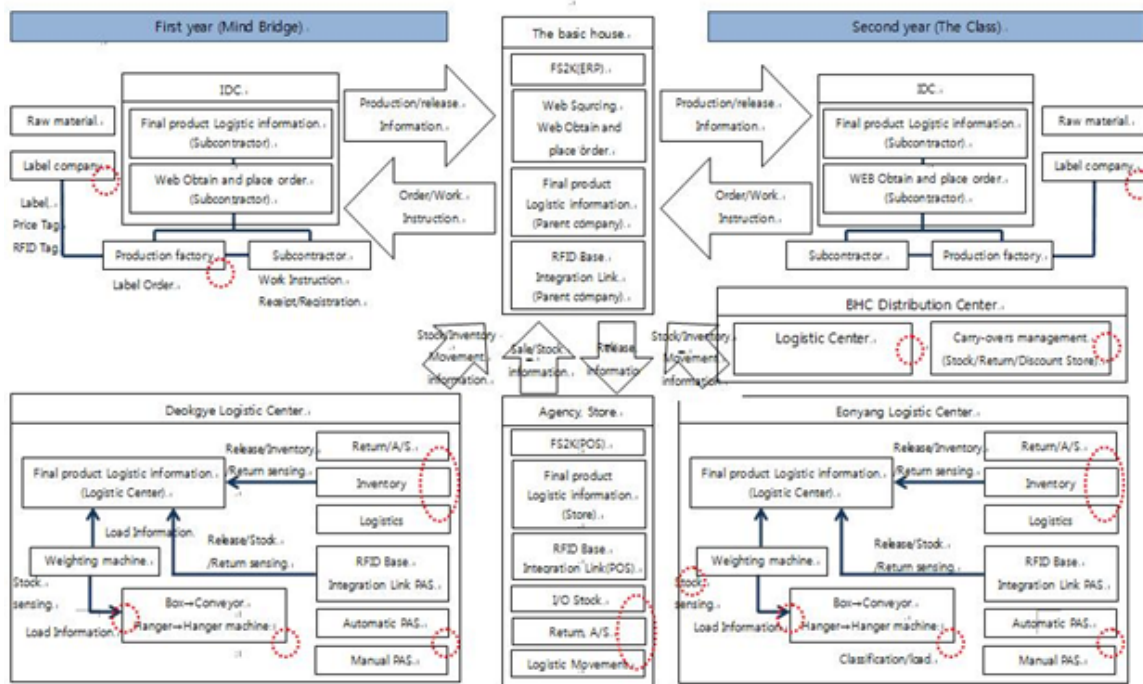 First year (Mind Bridge)
IDC
Raw material
Final product Logistic information
(Subcontractor)
Label company
Web Obtain and place order
(Subcontractor)
Label,
Price Tag
RFID Tag
Production factory
Subcontractor
Label Order
Work Instruction
Receipt/Registration
Production/release
Information
Order/Work
Instruction
The basic house
FS2K(ERP)
Web Squrcing
Web Obtain and
place order
Final product
Logistic information
(Parent company)
RFID Base
Integration Link
(Parent company)
Production/release
Information
Order/Work
Instruction
Second year (The Class)
IDC
Final product Logistic information
(Subcontractor)
Raw material
Label company
WEB Obtain and place order
(Subcontractor)
Subcontractor
Production factory
BHC Distribution Center
Logistic Center
Carry-overs management
(Stock/Return/Discount Store)
Stock/Inventory
Movement
information
Sale/Stock
information
Release
informatio
Stock/Inventory
Movement
information
Deokgye Logistic Center
Release/Inventory
/Return sensing
Return/A/S
Final product Logistic information
(Logistic Center)
Inventory
Logistics
Load Information
Release/Stock
/Return sensing
Weighting machine
RFID Base
Integration Link PAS
Stock
sensing
Load Information
Box→Conveyor
Hanger→Hanger machine
Automatic PAS
Manual PAS
Agency, Store
FS2K(POS)
Final product
Logistic information
(Store)
RFID Base
Integration Link(POS)
I/O Stock
Return, A/S
Logistic Movement
Eonyang Logistic Center
Release/Inventory
/Return sensing
Return/A/S
Final product Logistic information
(Logistic Center)
Inventory
Logistics
Load Information
Release/Stock
/Return sensing
Weighting machine
RFID Base
Integration Link PAS
Stock
sensing
Load Information
Box→Conveyor
Hanger→Hanger machine
Classification/load
Automatic PAS
Manual PAS